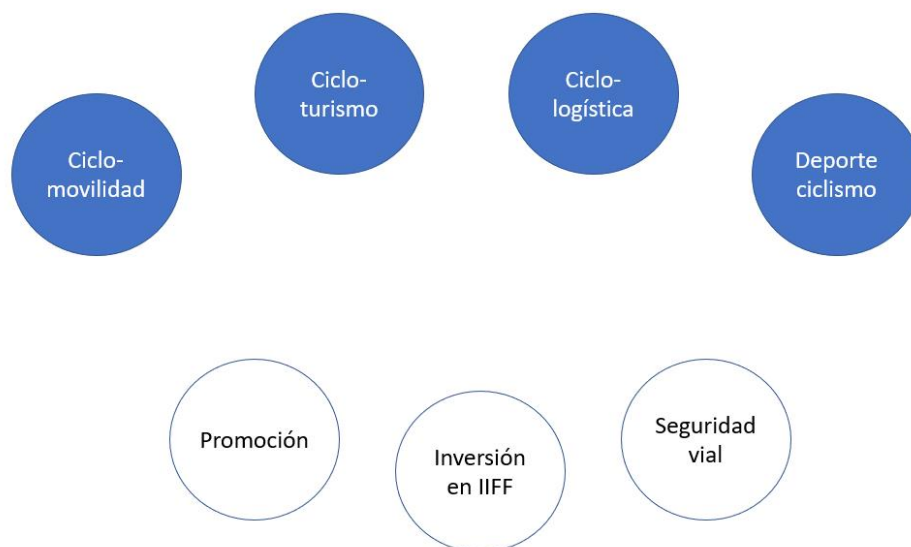 Ciclo-
turismo
Ciclo-
logística
Ciclo-
movilidad
Deporte
ciclismo
Promoción
Inversión
en IIFF
Seguridad
vial